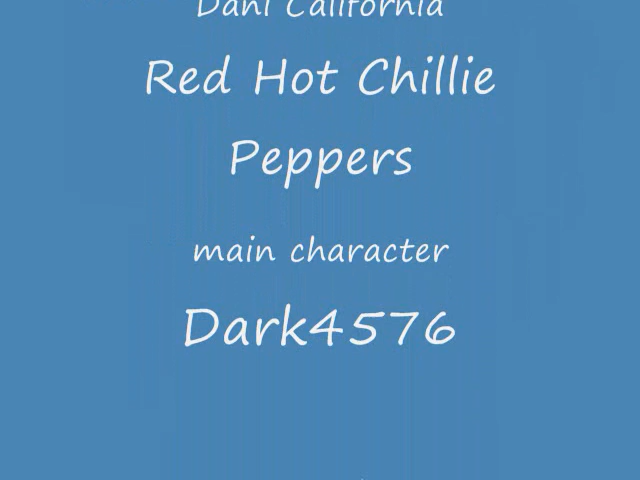 Dani California
Red Hot Chillie
Peppers
main character
Dark4576